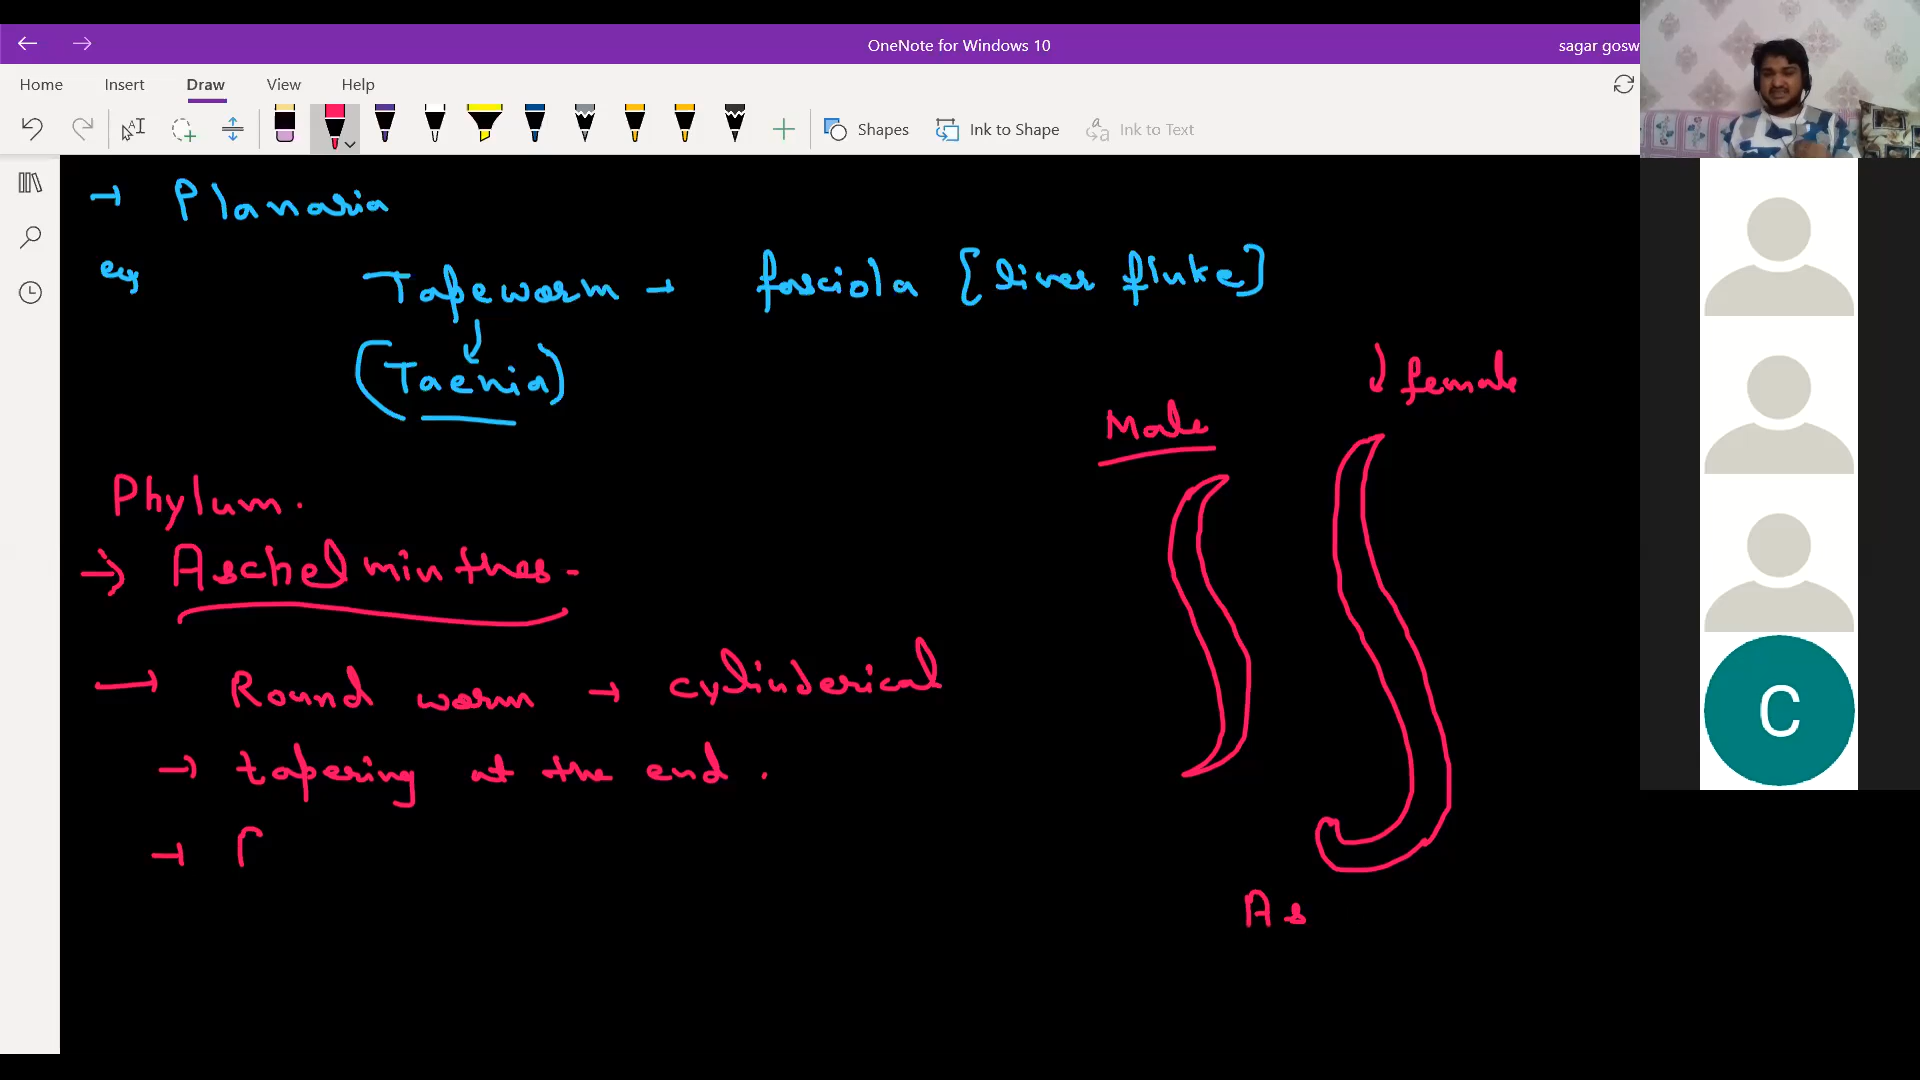 OneNote for Windows 10
sagar gosw
Home Insert Draw View Help
Shapes Ink to Shape Ink to Text
→ Planaria
eg Tapeworm → fasciola {liver fluke]
(Taenia)
↓ female
Male
Phylum.
→ Aschelminthes -
→ Round worm → cylinderical
→ tapering at the end .
→ Γ
As
C